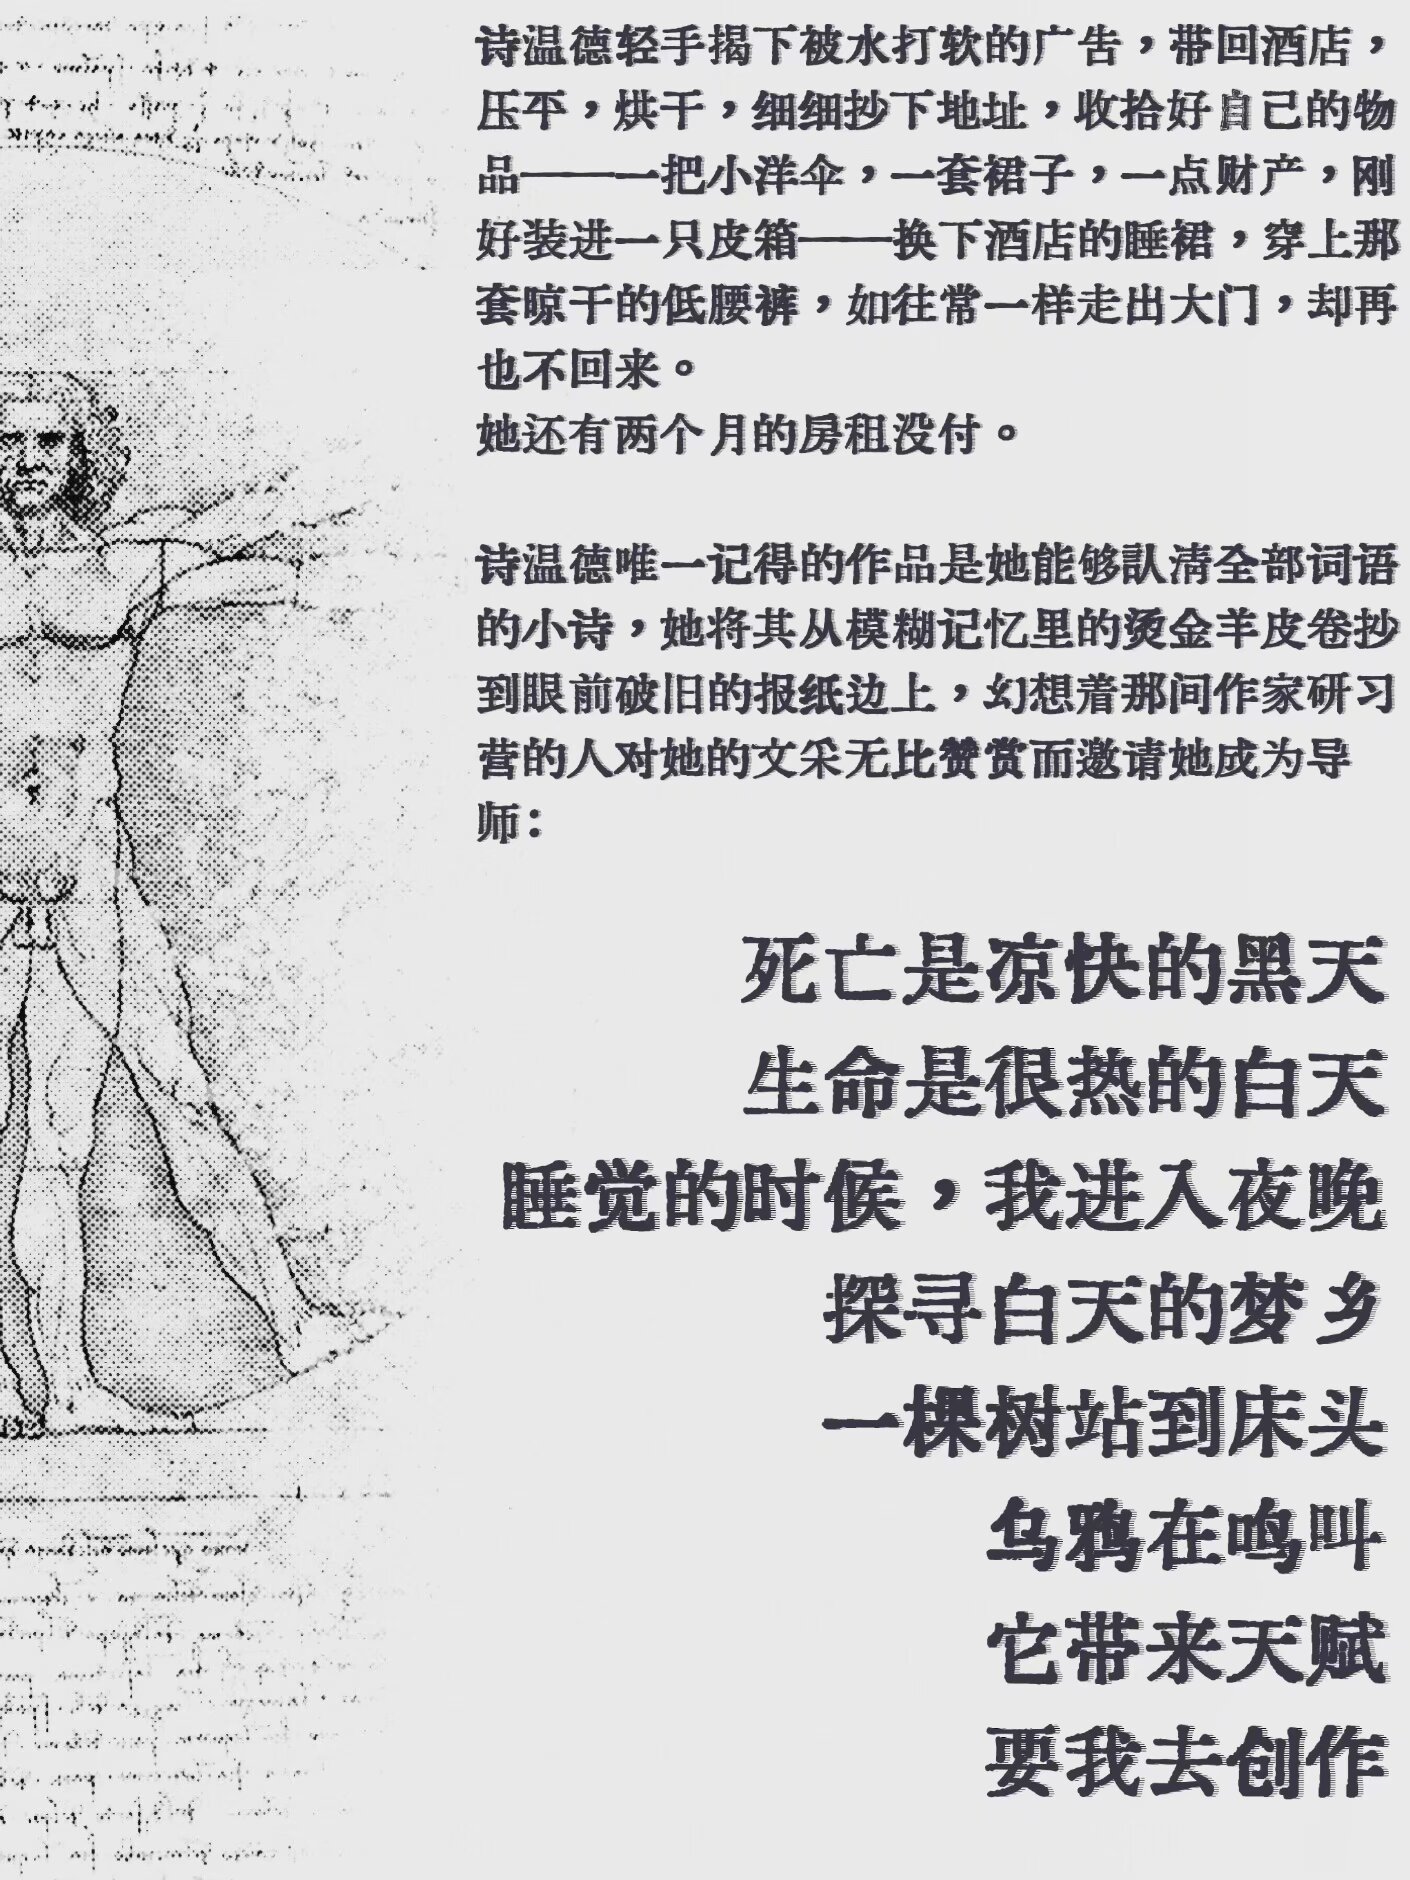 诗温德轻手揭下被水打软的广告，带回酒店，
压平，烘干，细细抄下地址，收拾好自己的物
品——一把小洋伞，一套裙子，一点财产，刚
好装进一只皮箱——换下酒店的睡裙，穿上那
套晾干的低腰裤，如往常一样走出大门，却再
也不回来。
她还有两个月的房租没付。
诗温德唯一记得的作品是她能够認清全部词语
的小诗，她将其从模糊记忆里的烫金羊皮卷抄
到眼前破旧的报纸边上，幻想着那间作家研习
营的人对她的文采无比赞赏而邀请她成为导
师：
死亡是凉快的黑天
生命是很热的白天
睡觉的时候，我进入夜晚
探寻白天的梦乡
一棵树站到床头
乌鸦在鸣叫
它带来天赋
要我去创作